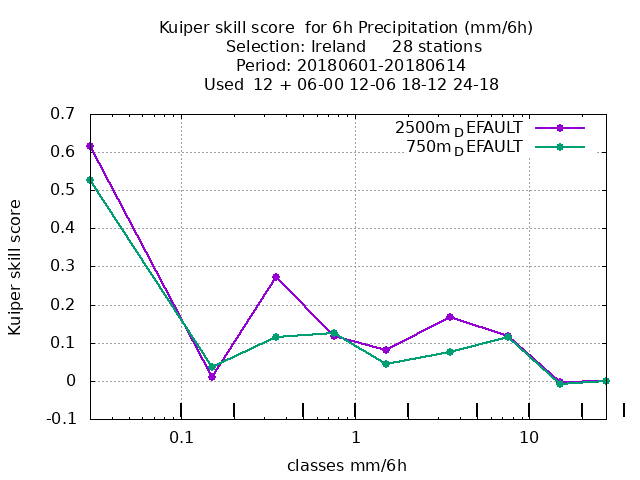 Kuiper skill score  for 6h Precipitation (mm/6h)
Selection: Ireland     28 stations
Period: 20180601-20180614
Used  12 + 06-00 12-06 18-12 24-18
2500m_DEFAULT
750m_DEFAULT
0.7
0.6
0.5
0.4
0.3
0.2
0.1
0
-0.1
Kuiper skill score
0.1
1
10
classes mm/6h